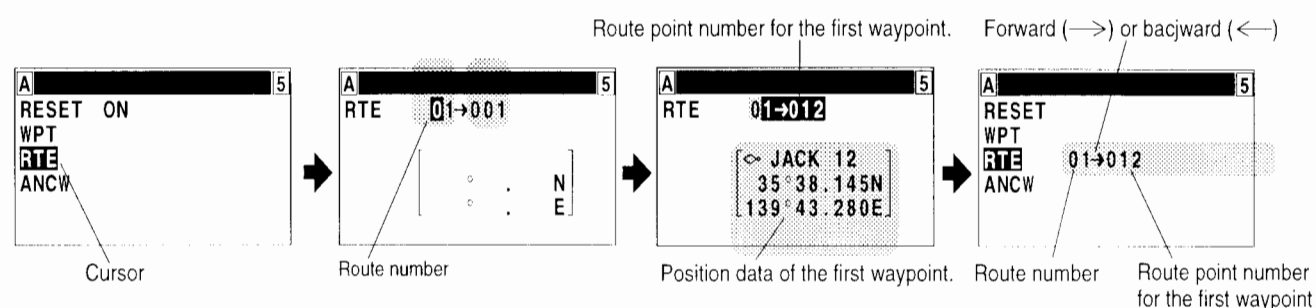 Route point number for the first waypoint.
Forward (→) or bacjward (←)
A 5
RESET ON
WPT
RTE
ANCW
Cursor
A 5
RTE 01→001
° . N
° . E
Route number
A 5
RTE 01→012
JACK 12
35°38.145N
139°43.280E
Position data of the first waypoint.
A 5
RESET
WPT
RTE 01→012
ANCW
Route number
Route point number
for the first waypoint